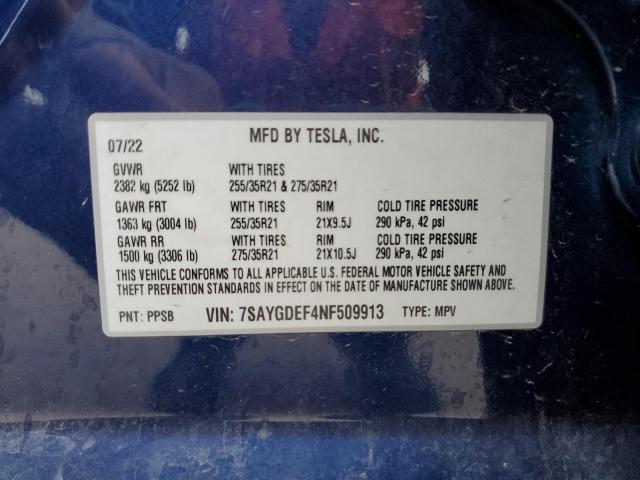 07/22 MFD BY TESLA, INC.
GVWR WITH TIRES
2382 kg (5252 lb) 255/35R21 & 275/35R21
GAWR FRT WITH TIRES RIM COLD TIRE PRESSURE
1363 kg (3004 lb) 255/35R21 21X9.5J 290 kPa, 42 psi
GAWR RR WITH TIRES RIM COLD TIRE PRESSURE
1500 kg (3306 lb) 275/35R21 21X10.5J 290 kPa, 42 psi
THIS VEHICLE CONFORMS TO ALL APPLICABLE U.S. FEDERAL MOTOR VEHICLE SAFETY AND
THEFT PREVENTION STANDARDS IN EFFECT ON THE DATE OF MANUFACTURE SHOWN ABOVE.
PNT: PPSB VIN: 7SAYGDEF4NF509913 TYPE: MPV